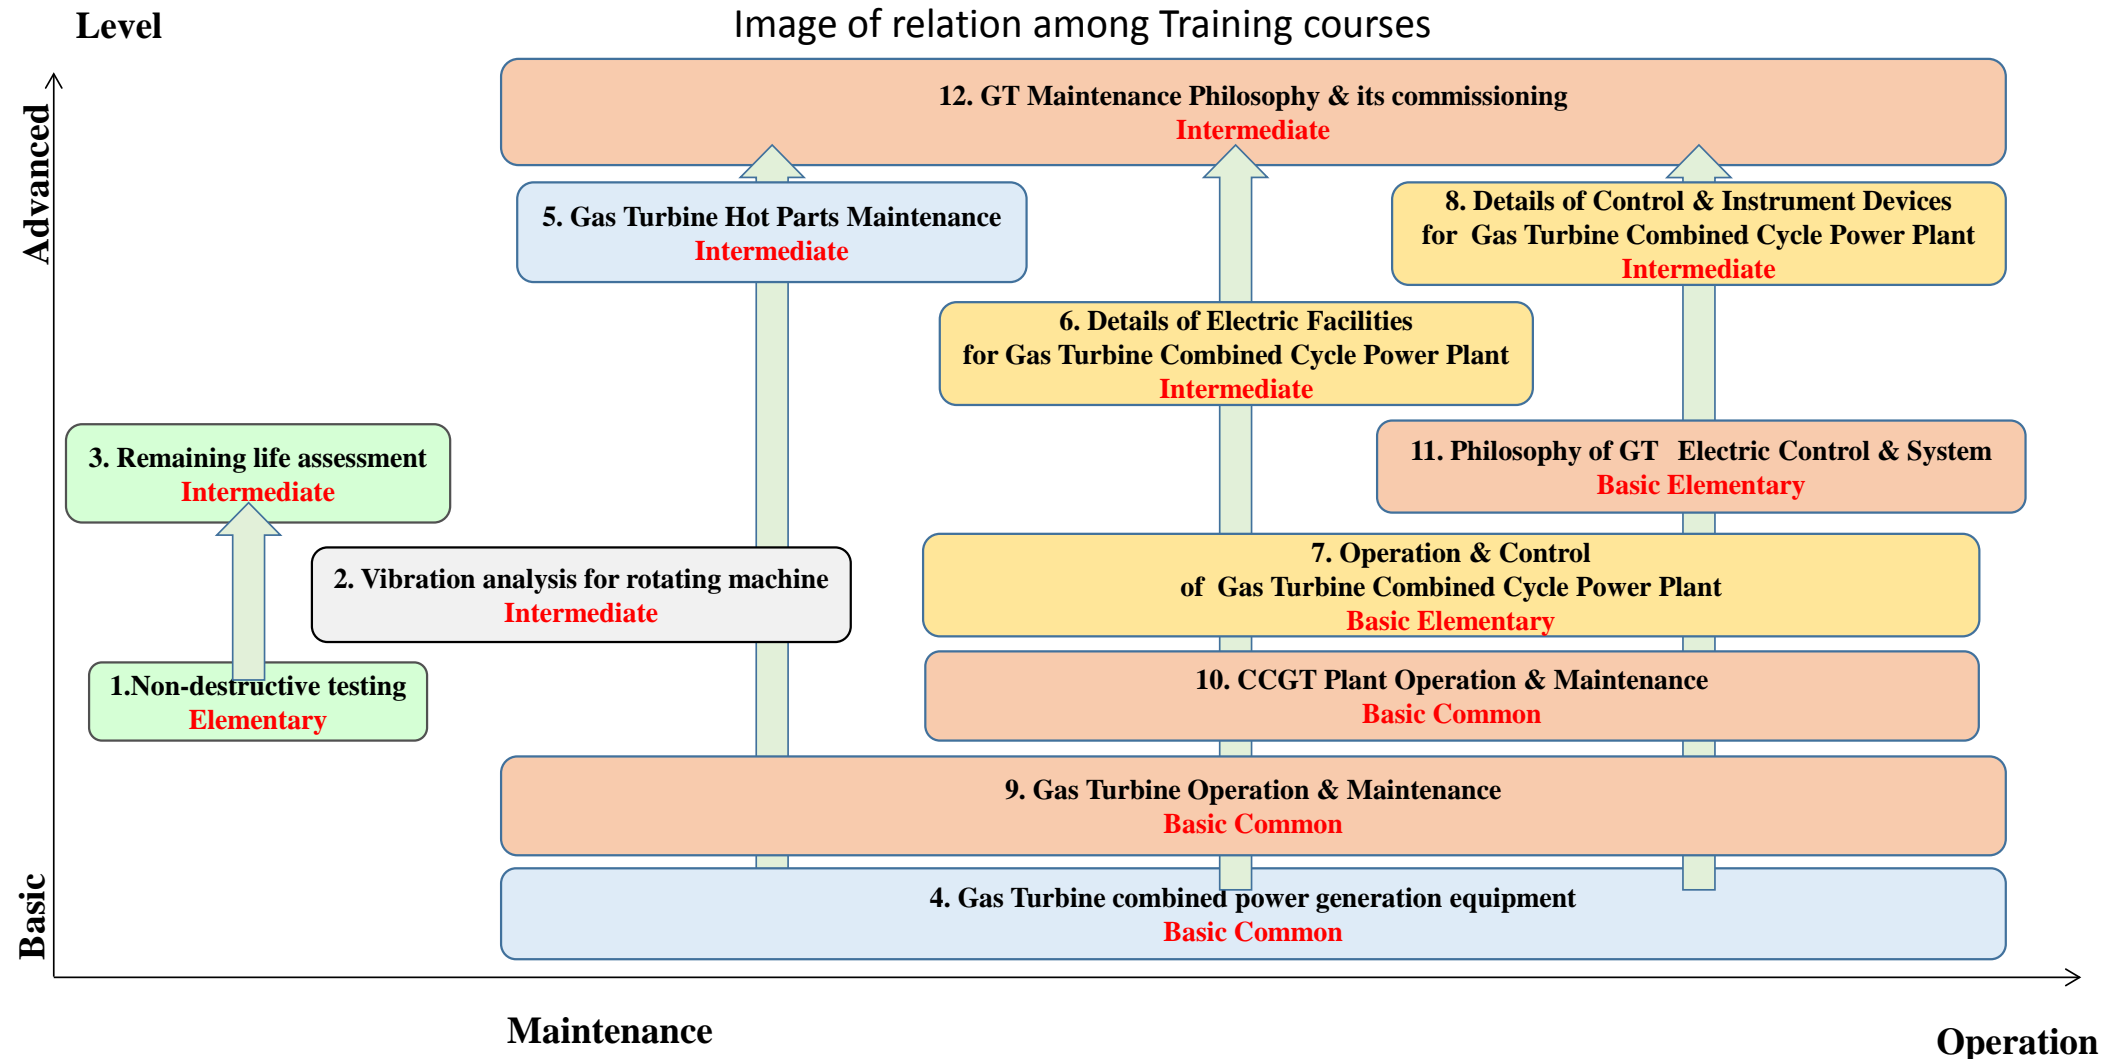 Level
Image of relation among Training courses
Advanced
12. GT Maintenance Philosophy & its commissioning
Intermediate
5. Gas Turbine Hot Parts Maintenance
Intermediate
8. Details of Control & Instrument Devices
for Gas Turbine Combined Cycle Power Plant
Intermediate
6. Details of Electric Facilities
for Gas Turbine Combined Cycle Power Plant
Intermediate
3. Remaining life assessment
Intermediate
11. Philosophy of GT Electric Control & System
Basic Elementary
2. Vibration analysis for rotating machine
Intermediate
7. Operation & Control
of Gas Turbine Combined Cycle Power Plant
Basic Elementary
1.Non-destructive testing
Elementary
10. CCGT Plant Operation & Maintenance
Basic Common
9. Gas Turbine Operation & Maintenance
Basic Common
Basic
4. Gas Turbine combined power generation equipment
Basic Common
Maintenance
Operation